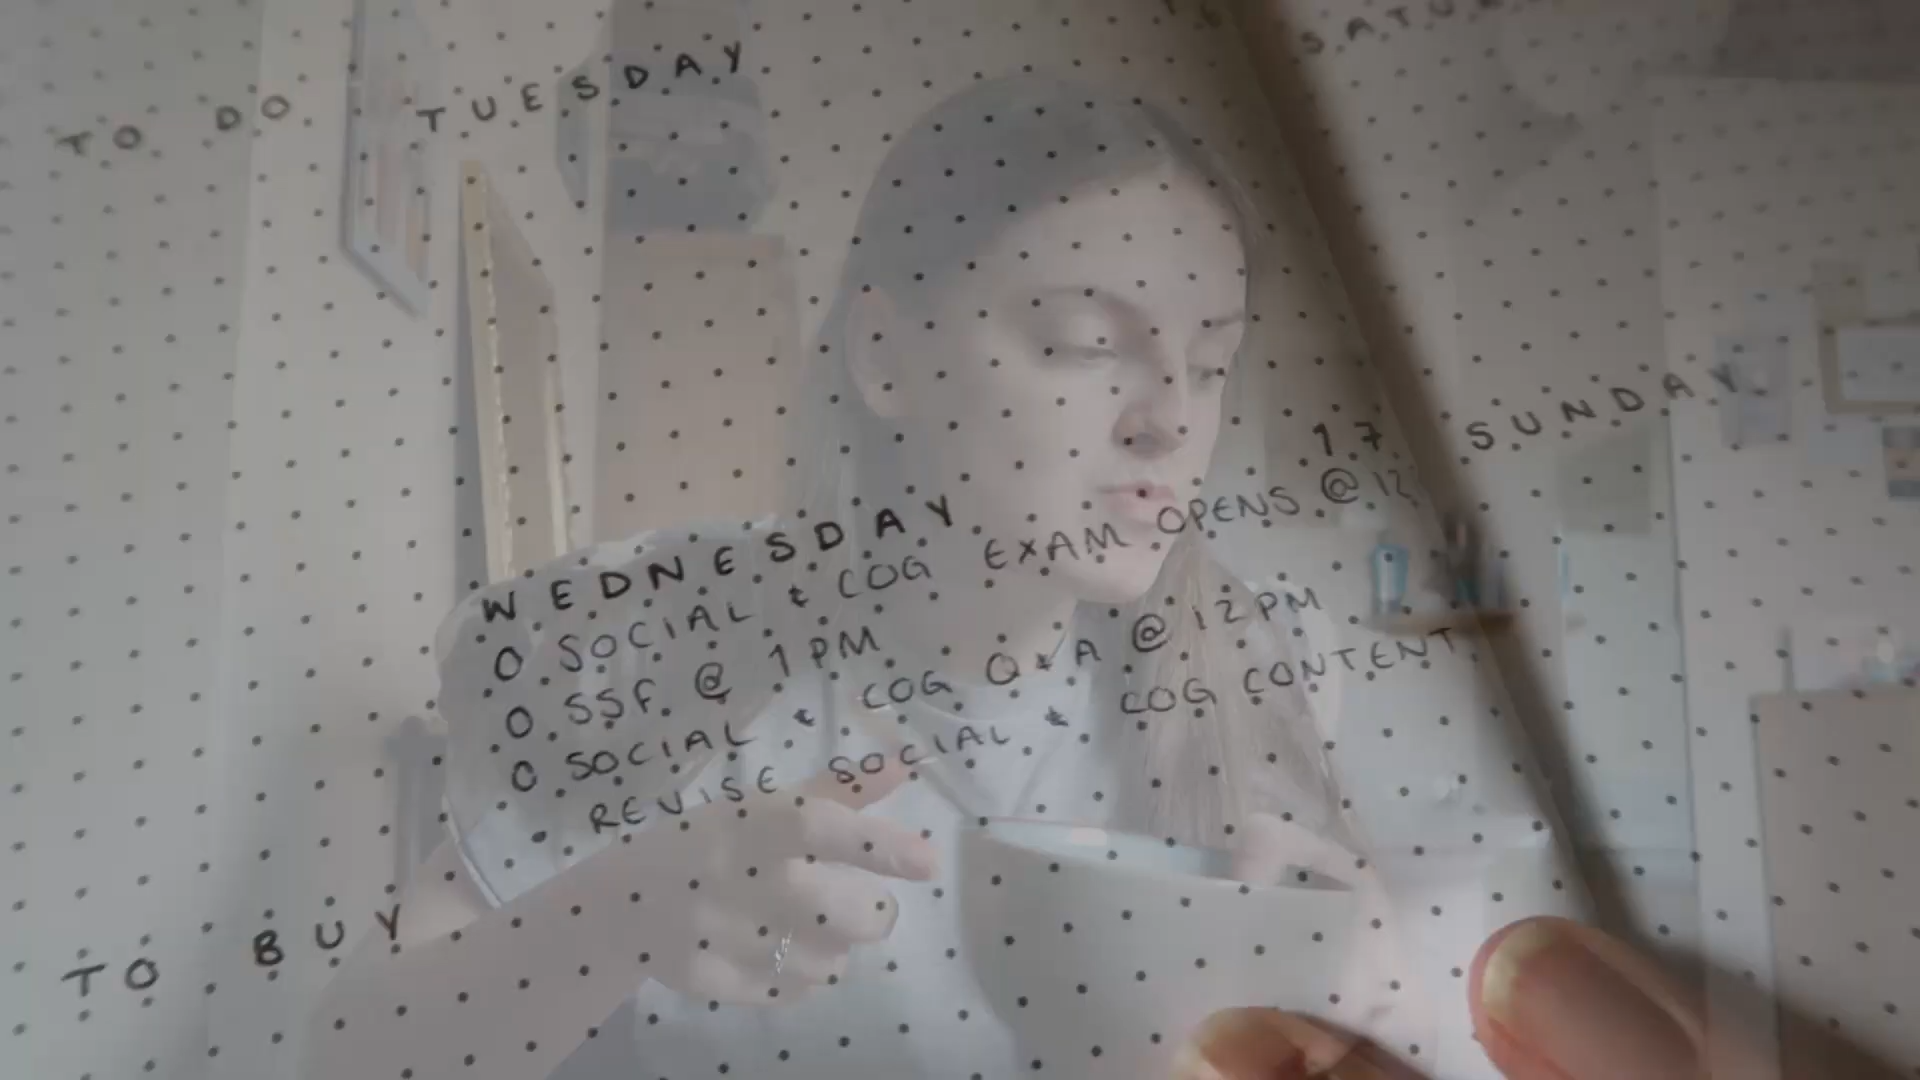 TO DO
TUESDAY
WEDNESDAY
O SOCIAL & COG EXAM OPENS @ 12
O SSF @ 1PM
O SOCIAL & COG Q&A @ 12PM
REVISE SOCIAL & COG CONTENT
TO BUY
17 SUNDAY